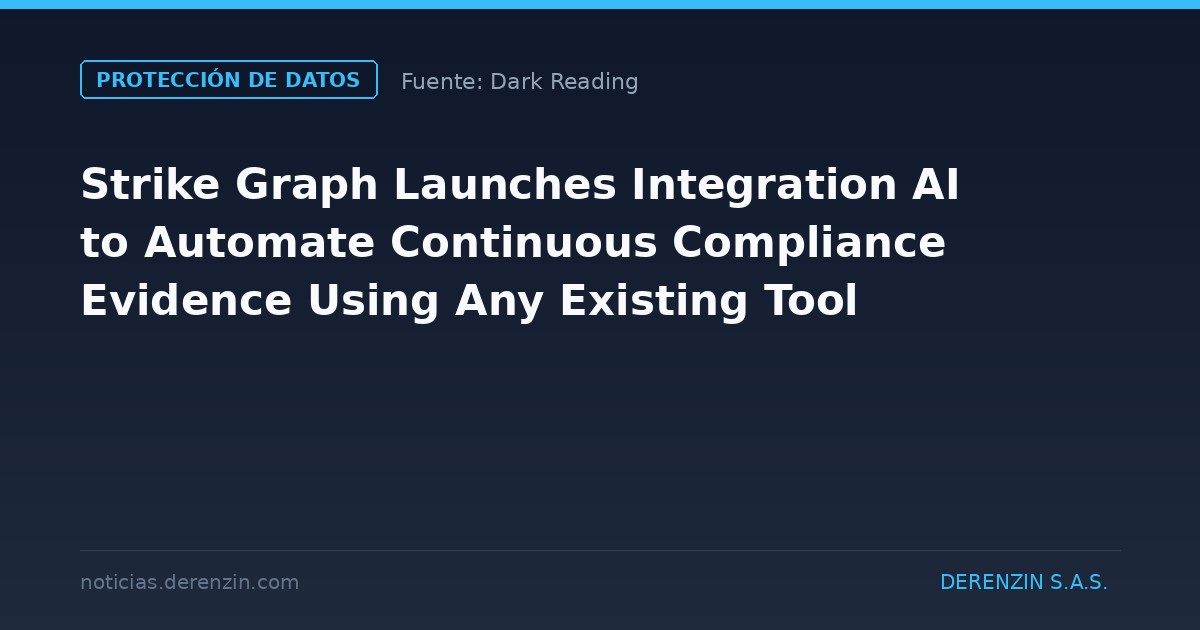 PROTECCIÓN DE DATOS
Fuente: Dark Reading
Strike Graph Launches Integration AI
to Automate Continuous Compliance
Evidence Using Any Existing Tool
noticias.derenzin.com
DERENZIN S.A.S.